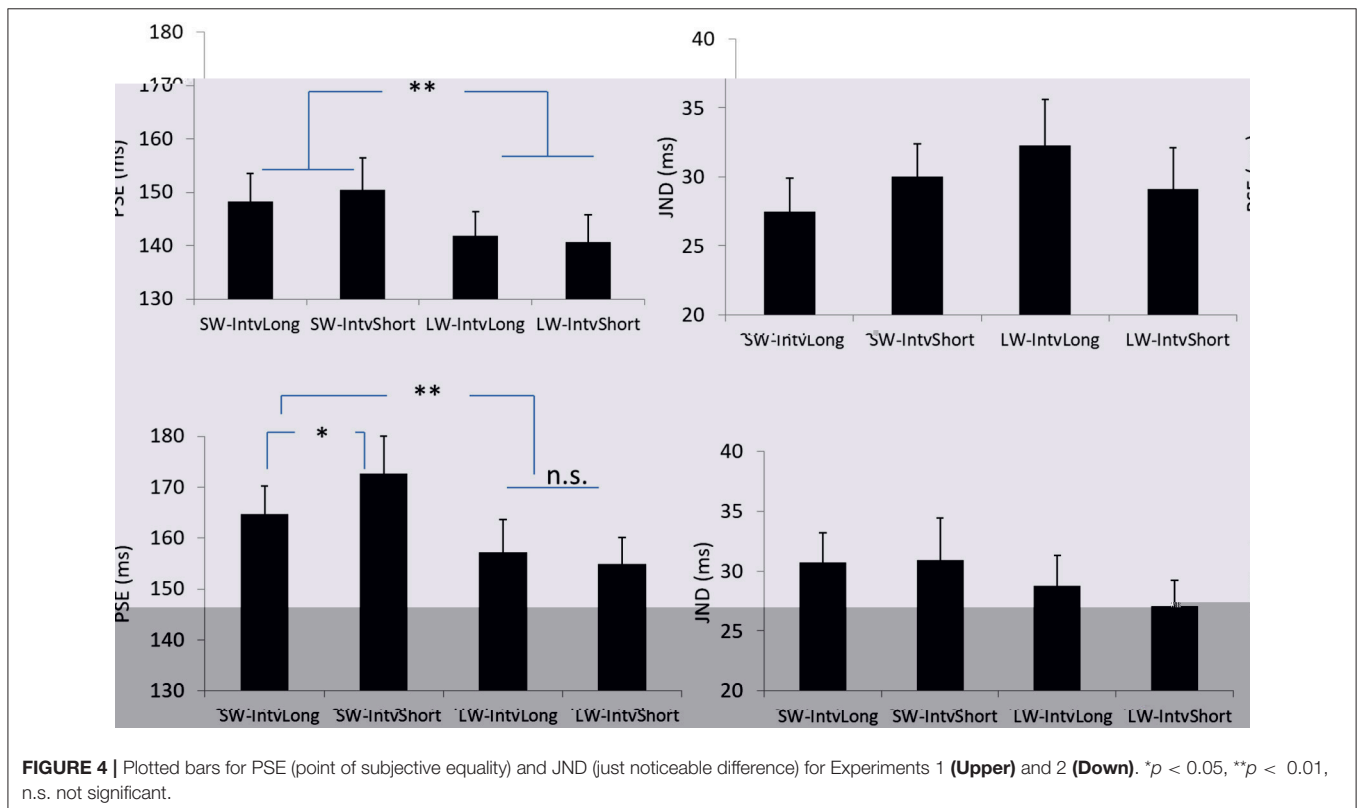 180
170
160
150
140
130
PSE (ms)
**
SW-IntvLong SW-IntvShort LW-IntvLong LW-IntvShort
40
35
30
25
20
JND (ms)
SW-IntvLong SW-IntvShort LW-IntvLong LW-IntvShort
180
170
160
150
140
130
PSE (ms)
**
*
n.s.
SW-IntvLong SW-IntvShort LW-IntvLong LW-IntvShort
40
35
30
25
20
JND (ms)
SW-IntvLong SW-IntvShort LW-IntvLong LW-IntvShort
FIGURE 4 | Plotted bars for PSE (point of subjective equality) and JND (just noticeable difference) for Experiments 1 (Upper) and 2 (Down). *p < 0.05, **p < 0.01,
n.s. not significant.